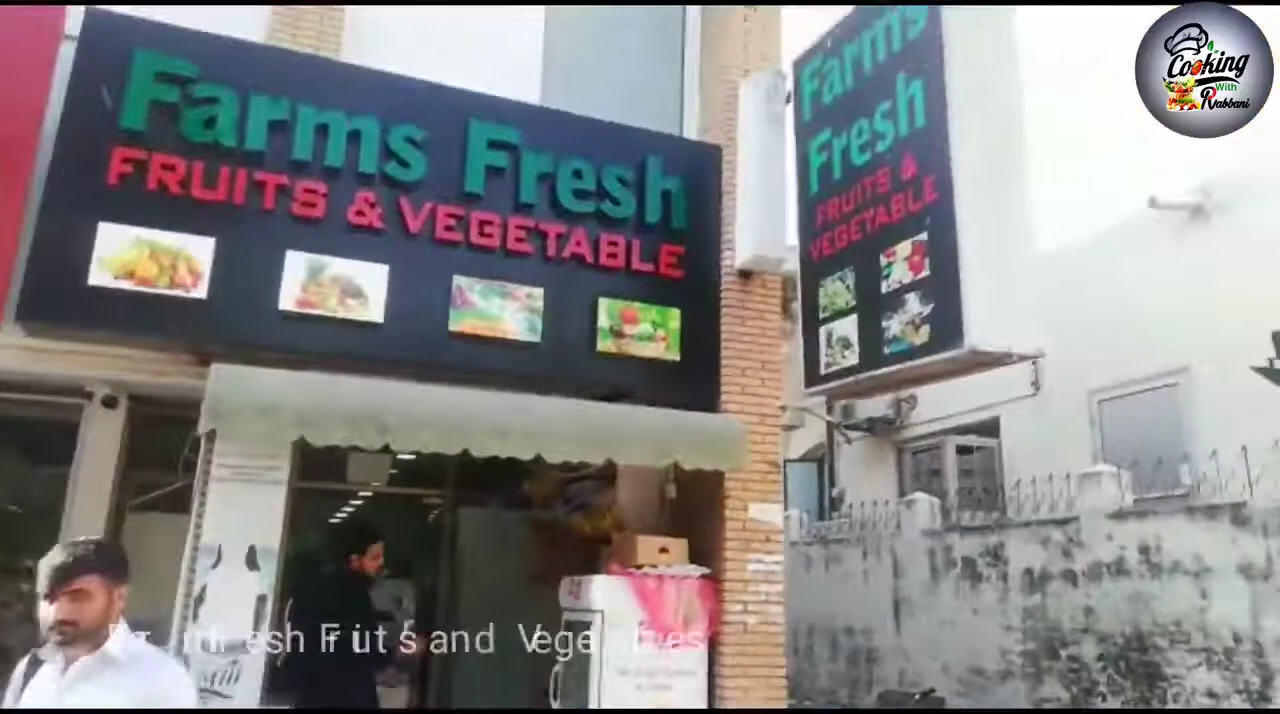 Farms Fresh
FRUITS & VEGETABLE
Farms
Fresh
FRUITS &
VEGETABLE
Cooking
With
Rabbani